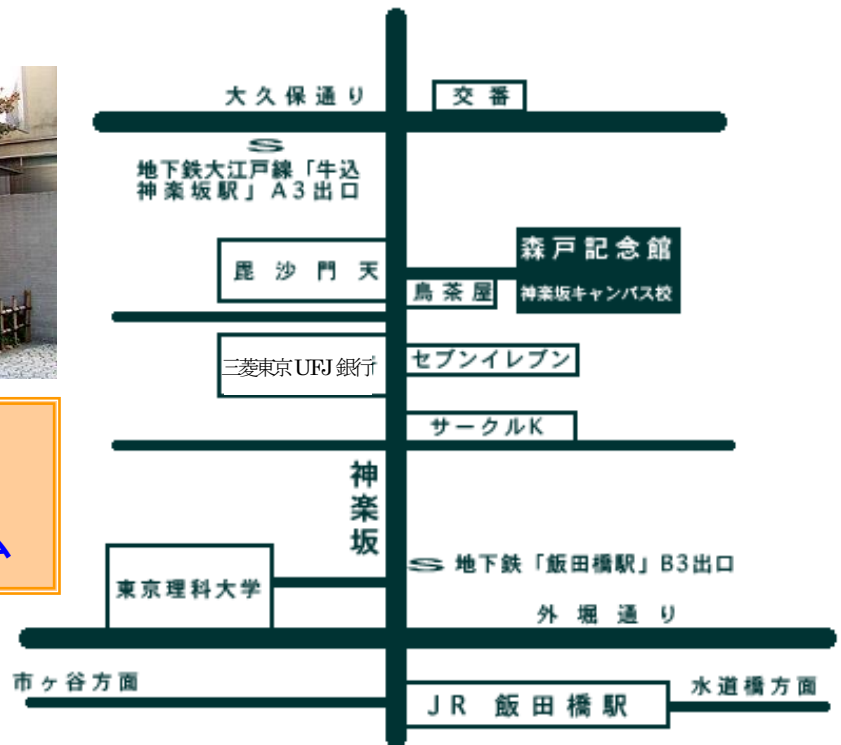 大久保通り
交番
地下鉄大江戸線「牛込
神楽坂駅」A3出口
森戸記念館
神楽坂キャンパス校
毘沙門天
鳥茶屋
三菱東京UFJ銀行
セブンイレブン
サークルK
神楽坂
地下鉄「飯田橋駅」B3出口
東京理科大学
外堀通り
市ヶ谷方面
JR 飯田橋駅
水道橋方面